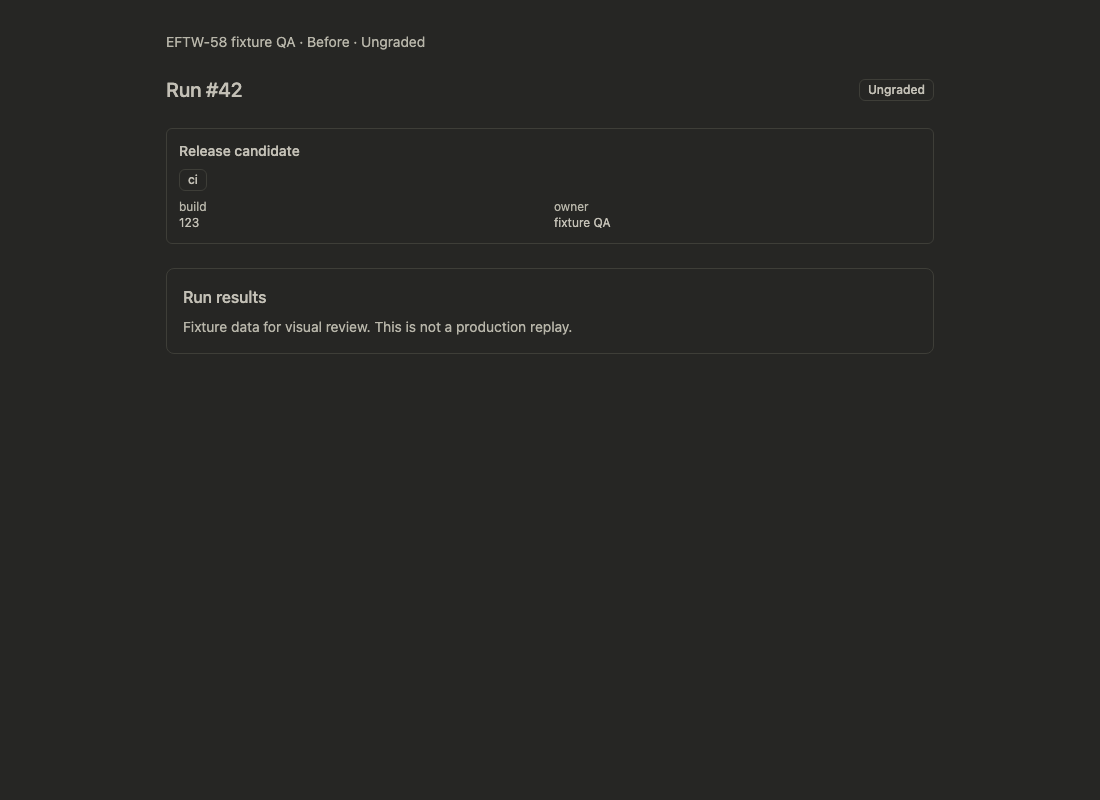 EFTW-58 fixture QA · Before · Ungraded
Run #42
Ungraded
Release candidate
ci
build
123
owner
fixture QA
Run results
Fixture data for visual review. This is not a production replay.